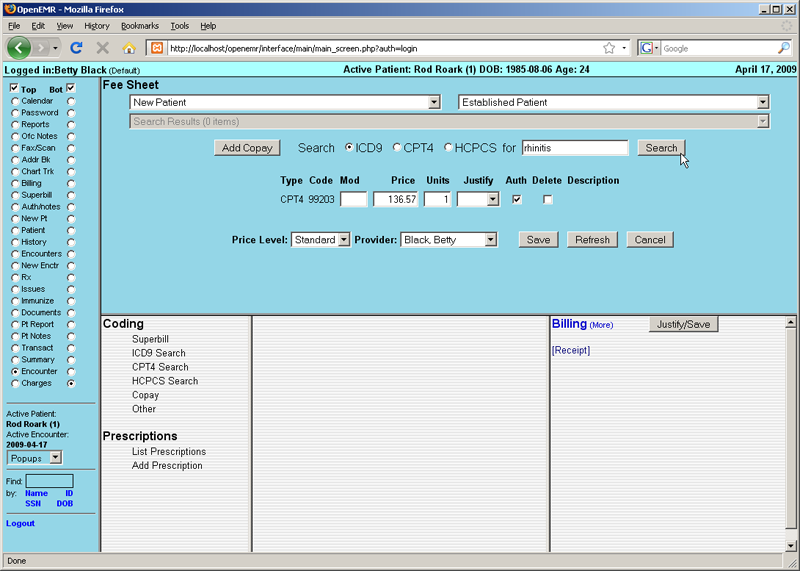 OpenEMR - Mozilla Firefox
File Edit View History Bookmarks Tools Help
http://localhost/openemr/interface/main/main_screen.php?auth=login
G Google
Logged in:Betty Black (Default) Active Patient: Rod Roark (1) DOB: 1985-08-06 Age: 24 April 17, 2009
Top Bot
Calendar
Password
Reports
Ofc Notes
Fax/Scan
Addr Bk
Chart Trk
Billing
Superbill
Auth/notes
New Pt
Patient
History
Encounters
New Enctr
Rx
Issues
Immunize
Documents
Pt Report
Pt Notes
Transact
Summary
Encounter
Charges
Active Patient:
Rod Roark (1)
Active Encounter:
2009-04-17
Popups
Find:
by: Name ID
SSN DOB
Logout
Fee Sheet
New Patient Established Patient
Search Results (0 items)
Add Copay Search ICD9 CPT4 HCPCS for rhinitis Search
Type Code Mod Price Units Justify Auth Delete Description
CPT4 99203 136.57 1
Price Level: Standard Provider: Black, Betty Save Refresh Cancel
Coding
Superbill
ICD9 Search
CPT4 Search
HCPCS Search
Copay
Other
Prescriptions
List Prescriptions
Add Prescription
Billing (More) Justify/Save
[Receipt]
Done